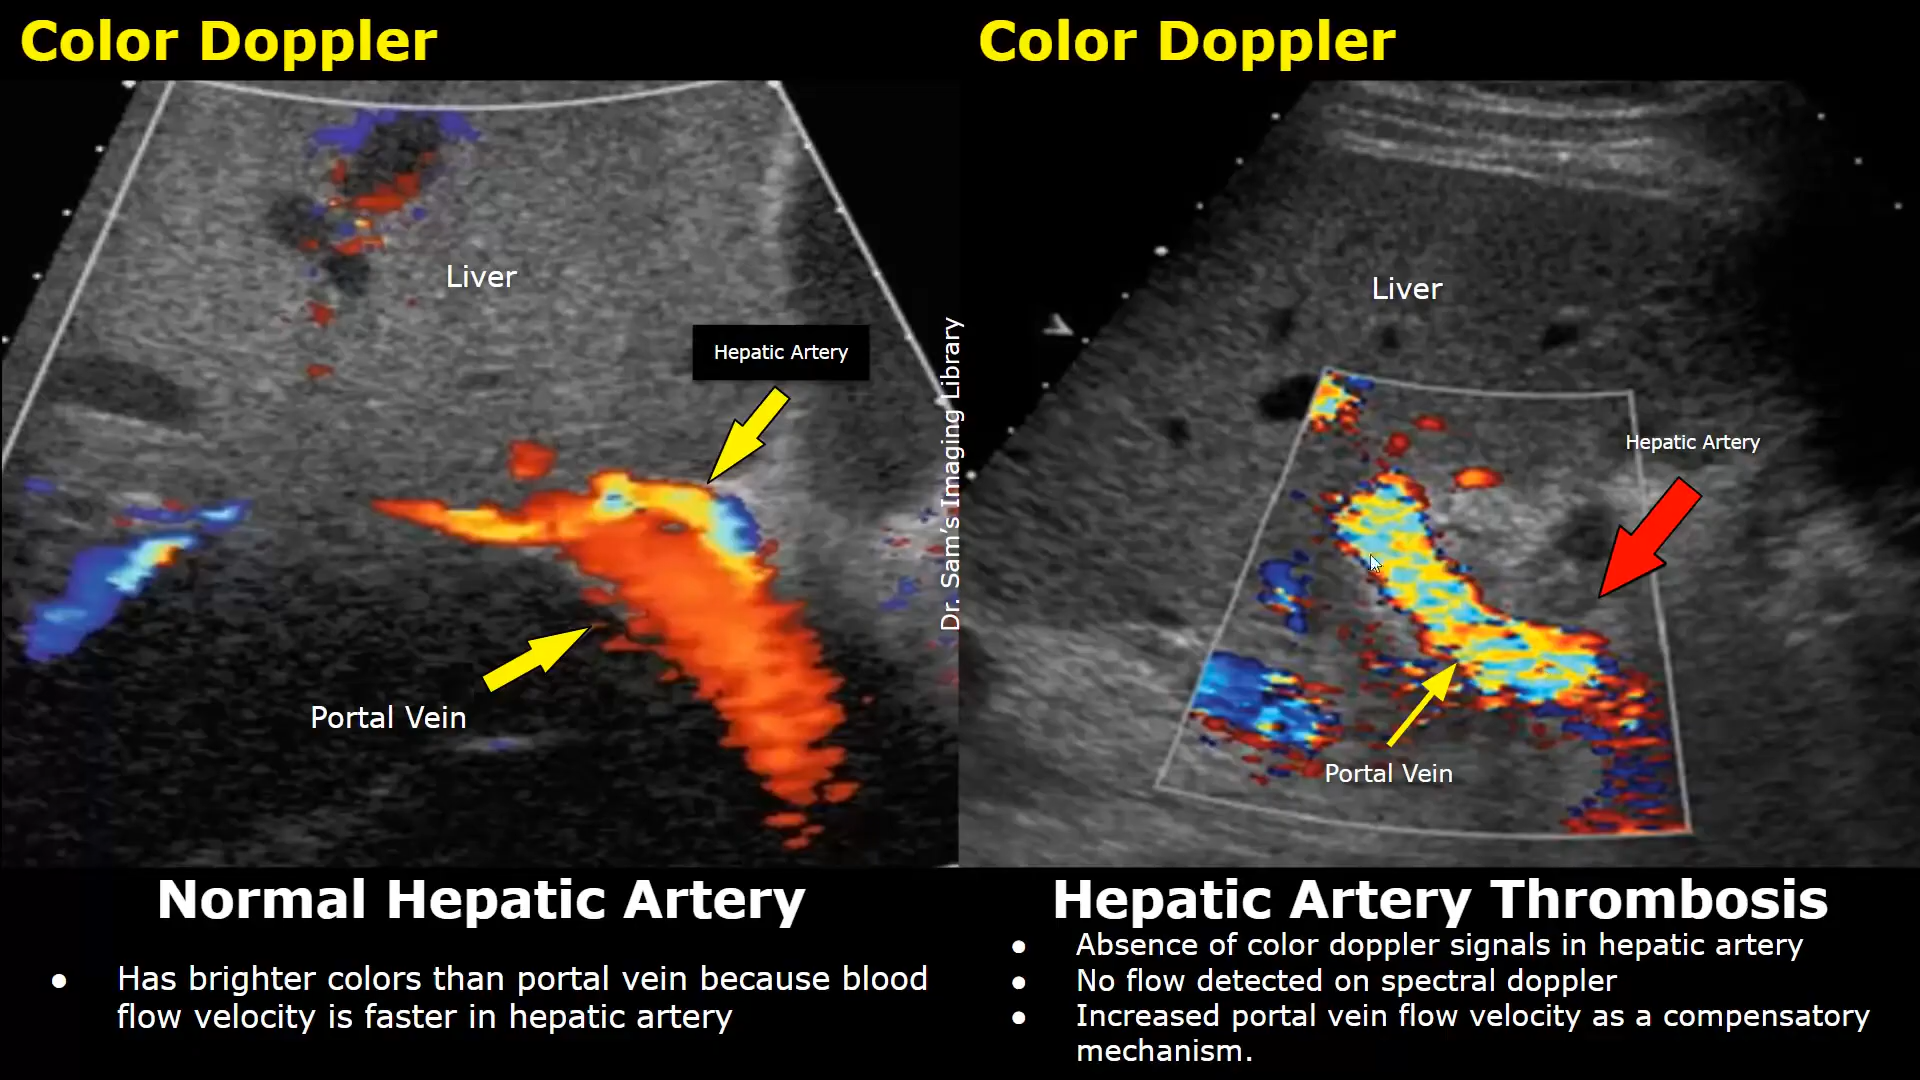 Color Doppler
Liver
Hepatic Artery
Portal Vein
Normal Hepatic Artery
● Has brighter colors than portal vein because blood
flow velocity is faster in hepatic artery
Dr. Sam's Imaging Library
Color Doppler
Liver
Hepatic Artery
Portal Vein
Hepatic Artery Thrombosis
● Absence of color doppler signals in hepatic artery
● No flow detected on spectral doppler
● Increased portal vein flow velocity as a compensatory
mechanism.